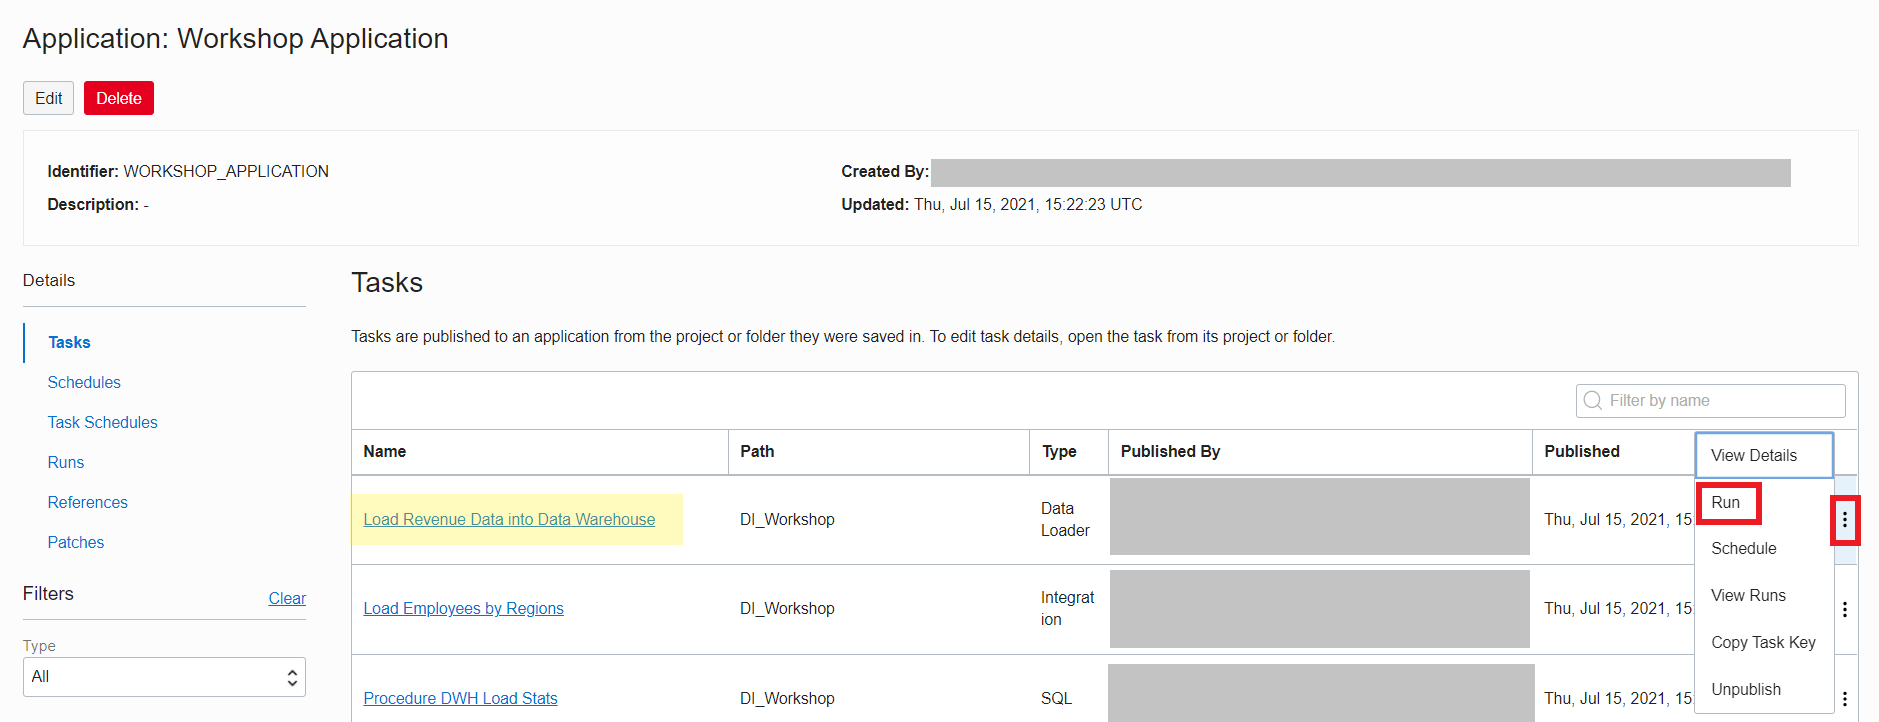 Application: Workshop Application
Edit
Delete
Identifier: WORKSHOP_APPLICATION
Created By:
Description: -
Updated: Thu, Jul 15, 2021, 15:22:23 UTC
Details
Tasks
Schedules
Task Schedules
Runs
References
Patches
Filters
Clear
Type
All
Tasks
Tasks are published to an application from the project or folder they were saved in. To edit task details, open the task from its project or folder.
Filter by name
Name
Path
Type
Published By
Published
Load Revenue Data into Data Warehouse
DI_Workshop
Data
Loader
Thu, Jul 15, 2021, 15
Load Employees by Regions
DI_Workshop
Integrat
ion
Thu, Jul 15, 2021, 15
Procedure DWH Load Stats
DI_Workshop
SQL
Thu, Jul 15, 2021, 15
View Details
Run
Schedule
View Runs
Copy Task Key
Unpublish